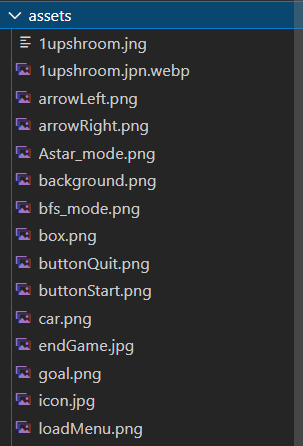 assets
1upshroom.jng
1upshroom.jpn.webp
arrowLeft.png
arrowRight.png
Astar_mode.png
background.png
bfs_mode.png
box.png
buttonQuit.png
buttonStart.png
car.png
endGame.jpg
goal.png
icon.jpg
loadMenu.png